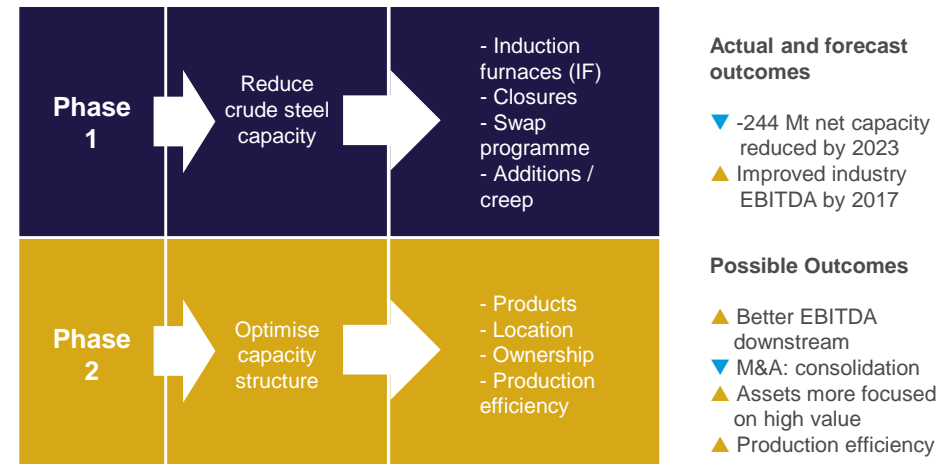 Phase
1
Reduce
crude steel
capacity
- Induction
furnaces (IF)
- Closures
- Swap
programme
- Additions /
creep
Actual and forecast
outcomes
▼ -244 Mt net capacity
reduced by 2023
▲ Improved industry
EBITDA by 2017
Phase
2
Optimise
capacity
structure
- Products
- Location
- Ownership
- Production
efficiency
Possible Outcomes
▲ Better EBITDA
downstream
▼ M&A: consolidation
▲ Assets more focused
on high value
▲ Production efficiency